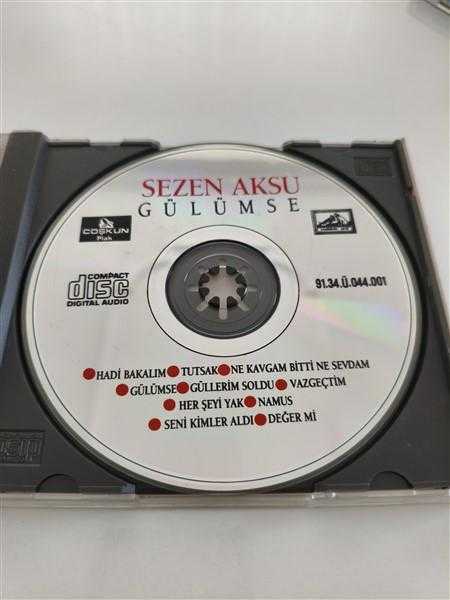 SEZEN AKSU
GÜLÜMSE
COŞKUN
Plak
COMPACT
disc
DIGITAL AUDIO
91.34.Ü.044.001
HADİ BAKALIM TUTSAK NE KAVGAM BİTTİ NE SEVDAM
GÜLÜMSE GÜLLERİM SOLDU VAZGEÇTİM
HER ŞEYİ YAK NAMUS
SENİ KİMLER ALDI DEĞER Mİ